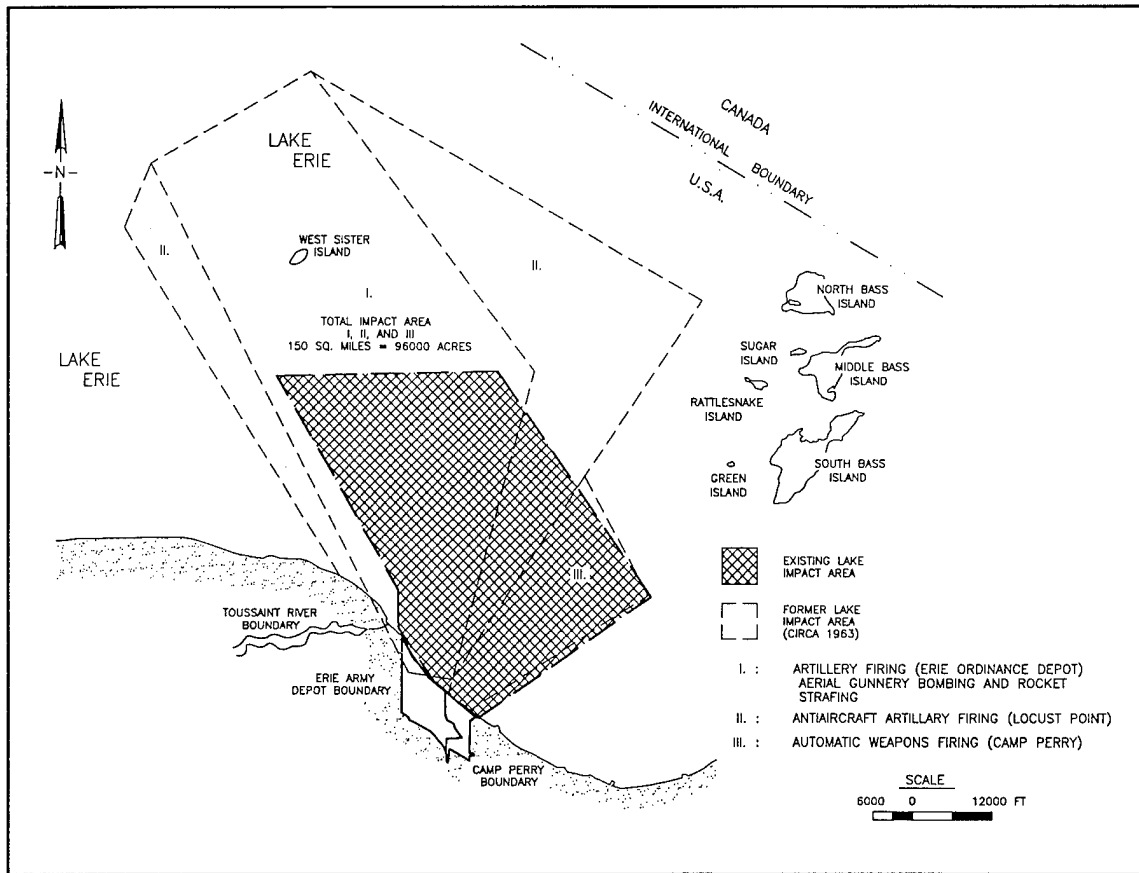 CANADA
INTERNATIONAL BOUNDARY
U.S.A.
LAKE
ERIE
-N-
WEST SISTER
ISLAND
II.
II.
I.
TOTAL IMPACT AREA
I, II, AND III
150 SQ. MILES = 96000 ACRES
LAKE
ERIE
NORTH BASS
ISLAND
SUGAR
ISLAND
MIDDLE BASS
ISLAND
RATTLESNAKE
ISLAND
SOUTH BASS
ISLAND
GREEN
ISLAND
III.
TOUSSAINT RIVER
BOUNDARY
ERIE ARMY
DEPOT BOUNDARY
CAMP PERRY
BOUNDARY
EXISTING LAKE
IMPACT AREA
FORMER LAKE
IMPACT AREA
(CIRCA 1963)
I. : ARTILLERY FIRING (ERIE ORDINANCE DEPOT)
AERIAL GUNNERY BOMBING AND ROCKET
STRAFING
II. : ANTIAIRCRAFT ARTILLARY FIRING (LOCUST POINT)
III. : AUTOMATIC WEAPONS FIRING (CAMP PERRY)
SCALE
6000 0 12000 FT